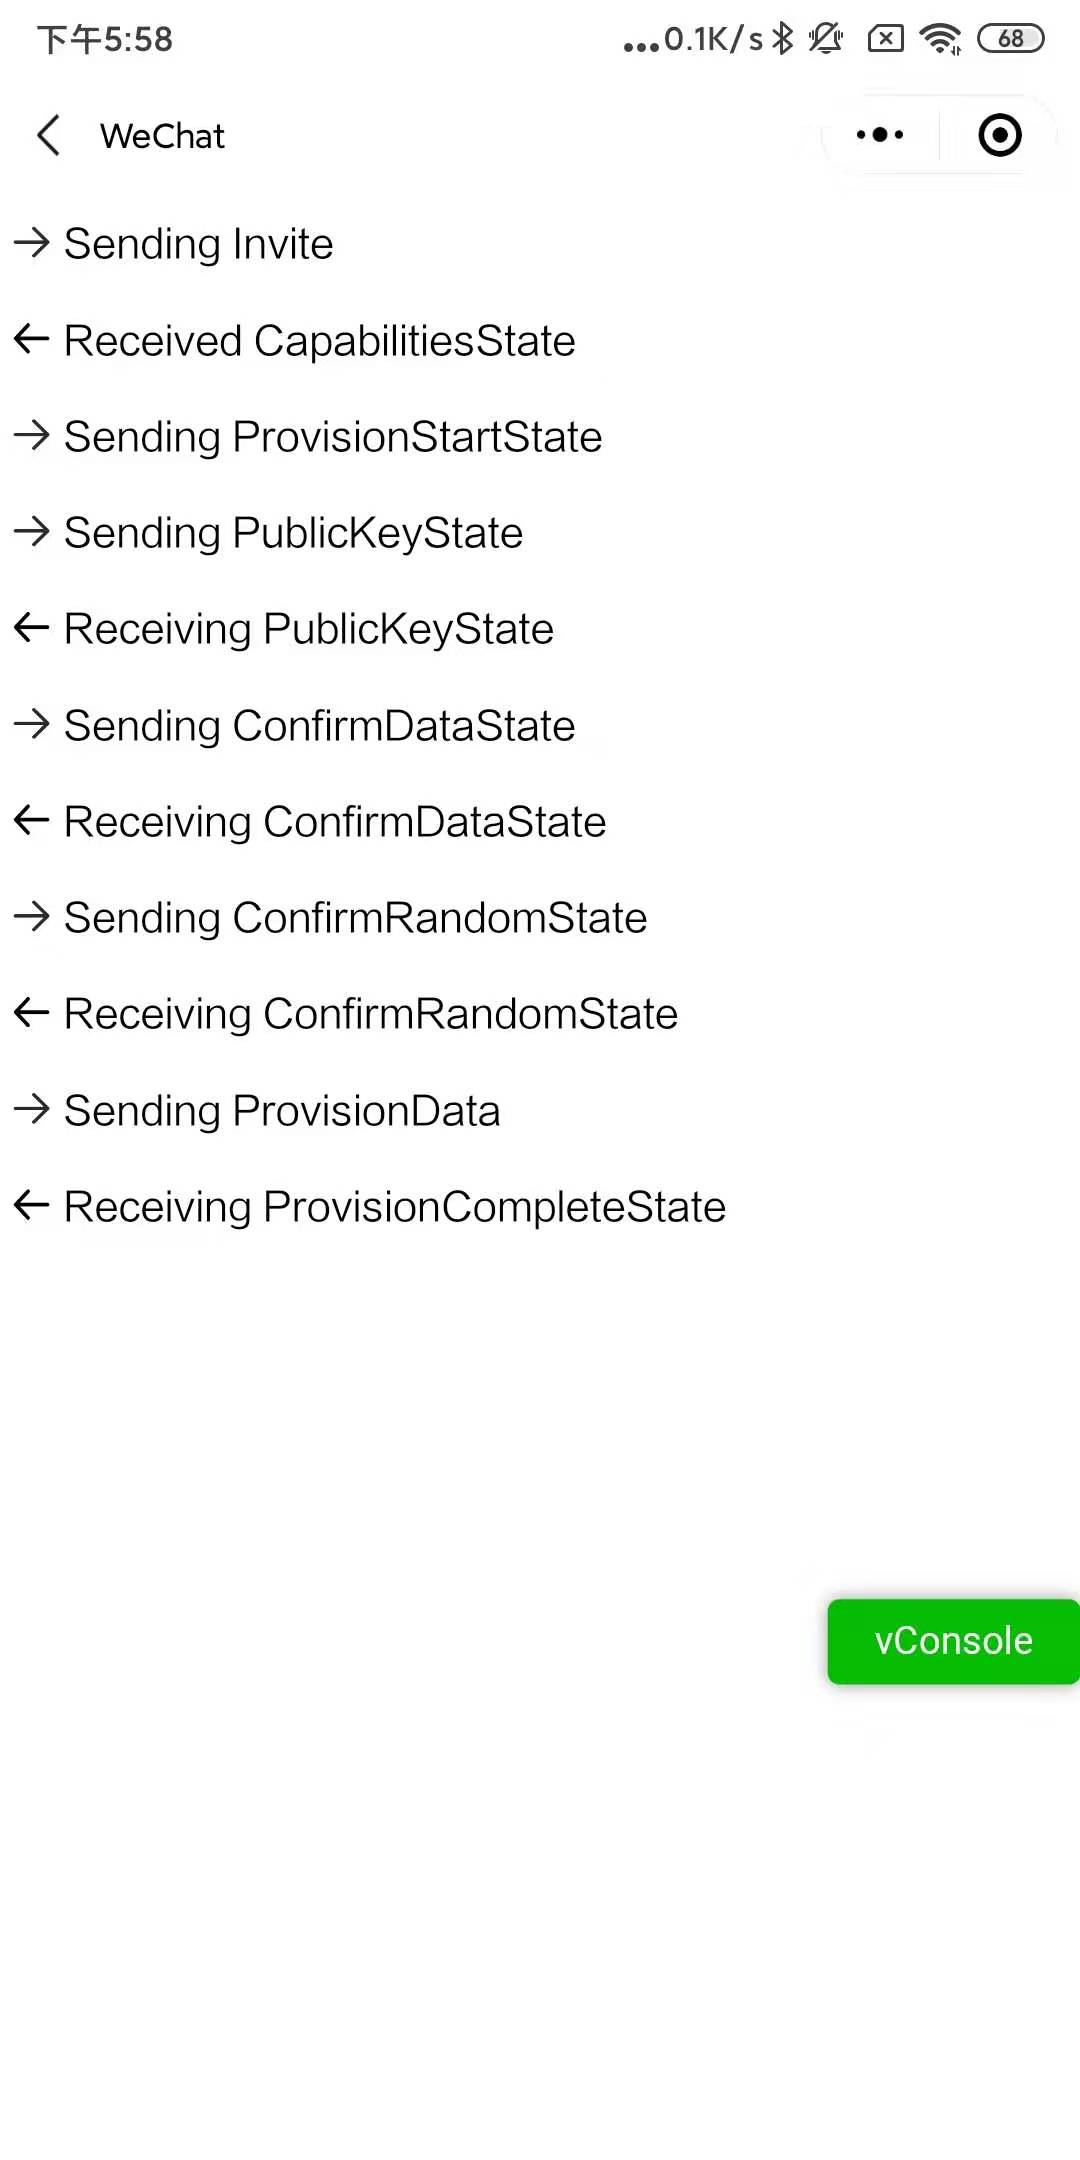 下午5:58 ...0.1K/s 68
WeChat
→ Sending Invite
← Received CapabilitiesState
→ Sending ProvisionStartState
→ Sending PublicKeyState
← Receiving PublicKeyState
→ Sending ConfirmDataState
← Receiving ConfirmDataState
→ Sending ConfirmRandomState
← Receiving ConfirmRandomState
→ Sending ProvisionData
← Receiving ProvisionCompleteState
vConsole